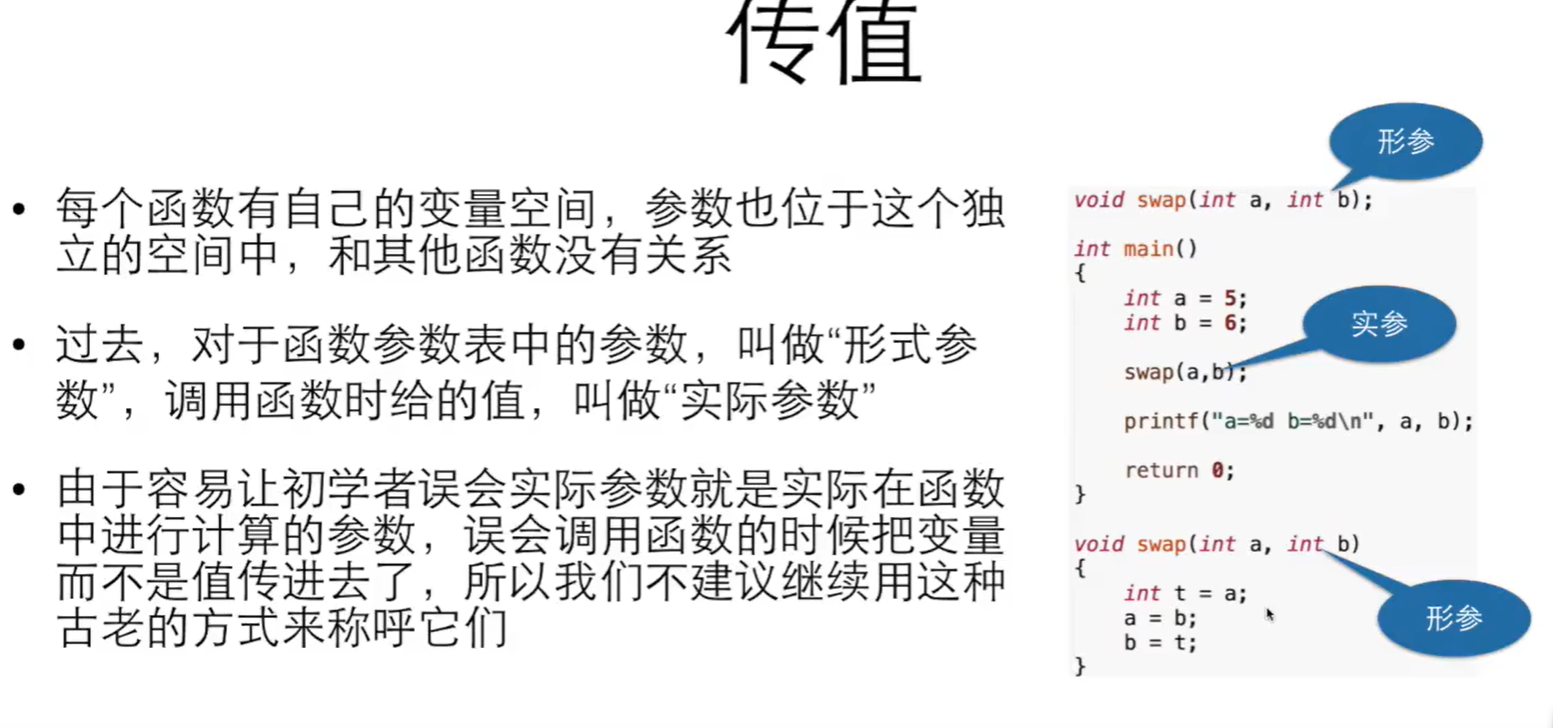 传值
• 每个函数有自己的变量空间，参数也位于这个独
立的空间中，和其他函数没有关系
• 过去，对于函数参数表中的参数，叫做“形式参
数”，调用函数时给的值，叫做“实际参数”
• 由于容易让初学者误会实际参数就是实际在函数
中进行计算的参数，误会调用函数的时候把变量
而不是值传进去了，所以我们不建议继续用这种
古老的方式来称呼它们
形参
void swap(int a, int b);
int main()
{
int a = 5;
int b = 6;
实参
swap(a,b);
printf("a=%d b=%d\n", a, b);
return 0;
}
void swap(int a, int b)
{
int t = a;
a = b;
形参
b = t;
}